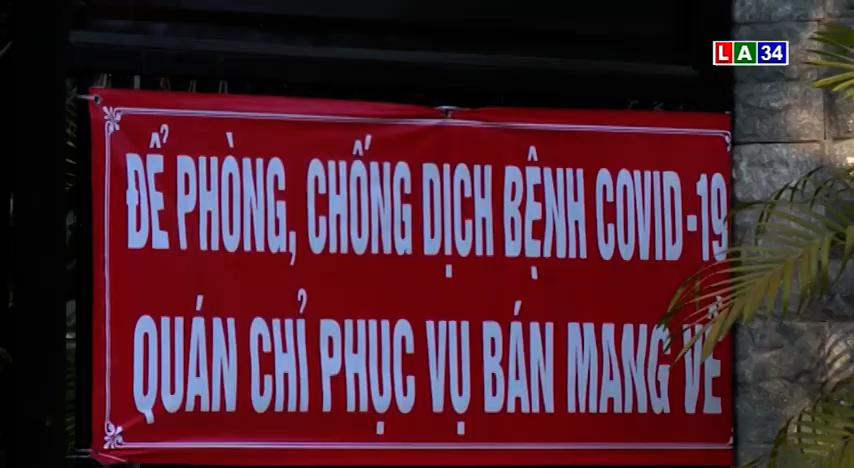 LA34
ĐỂ PHÒNG, CHỐNG DỊCH BỆNH COVID-19
QUÁN CHỈ PHỤC VỤ BÁN MANG VỀ